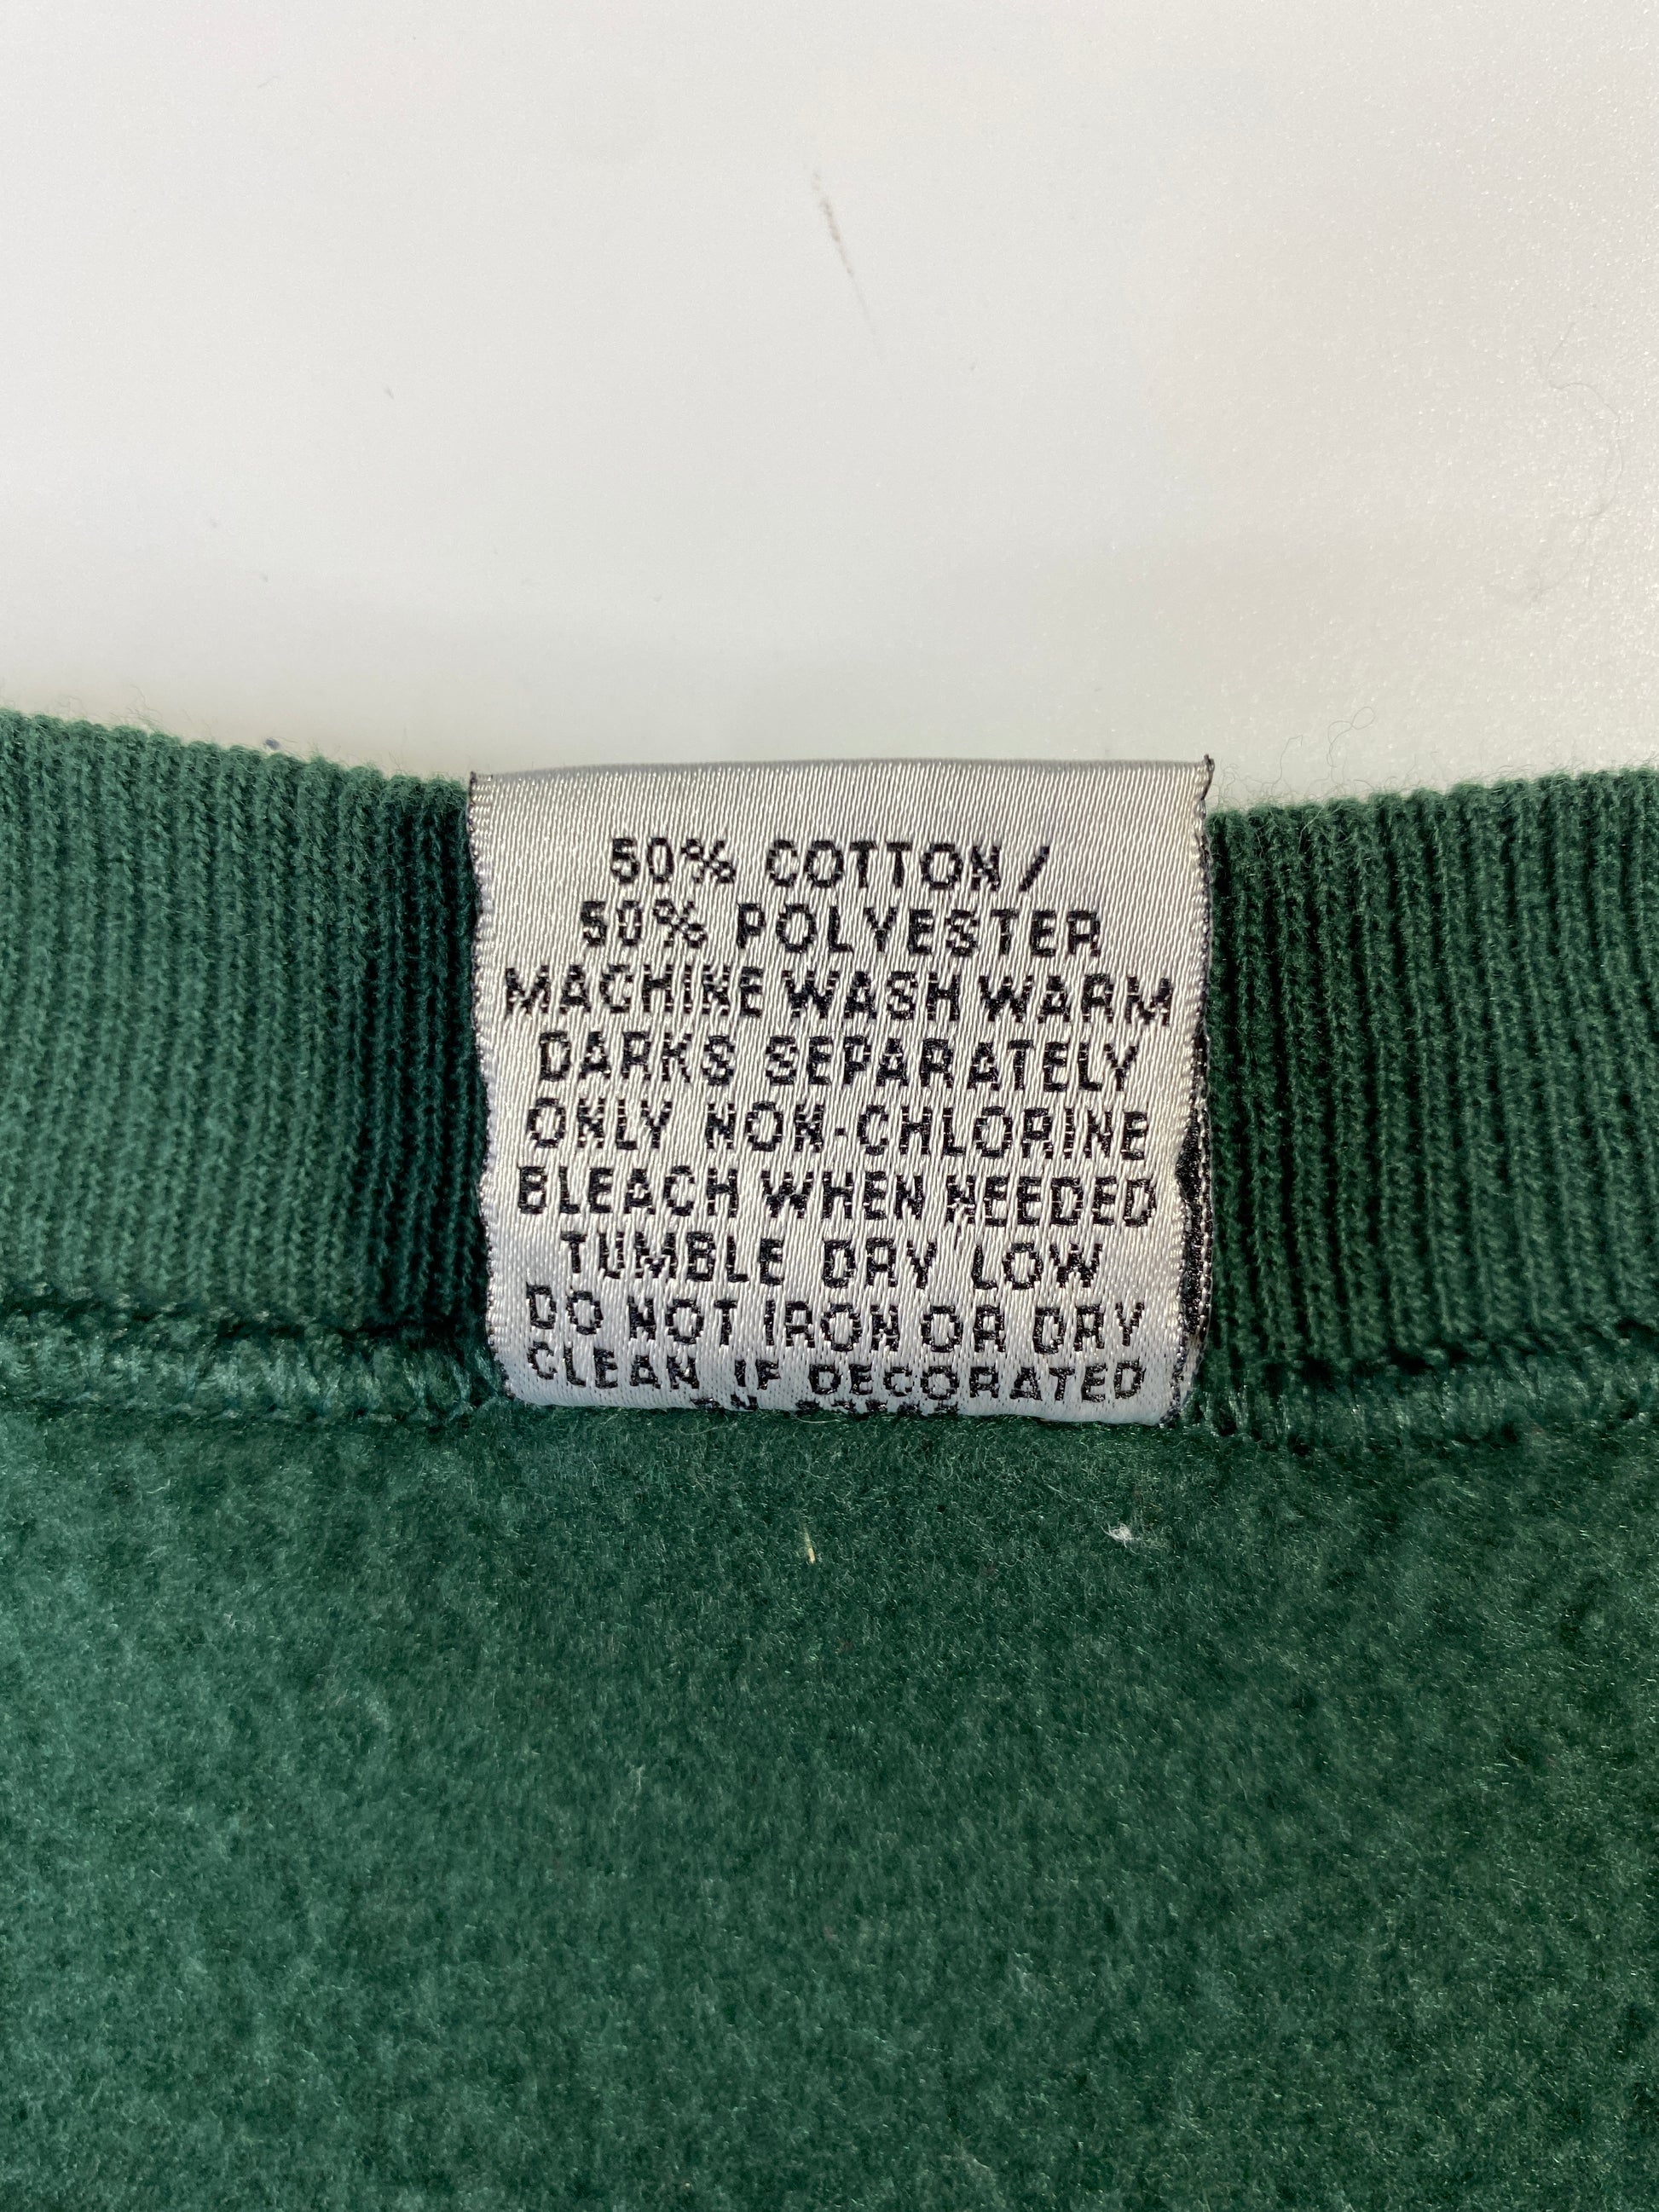 50% COTTON /
50% POLYESTER
MACHINE WASH WARM
DARKS SEPARATELY
ONLY NON-CHLORINE
BLEACH WHEN NEEDED
TUMBLE DRY LOW
DO NOT IRON OR DRY
CLEAN IF DECORATED